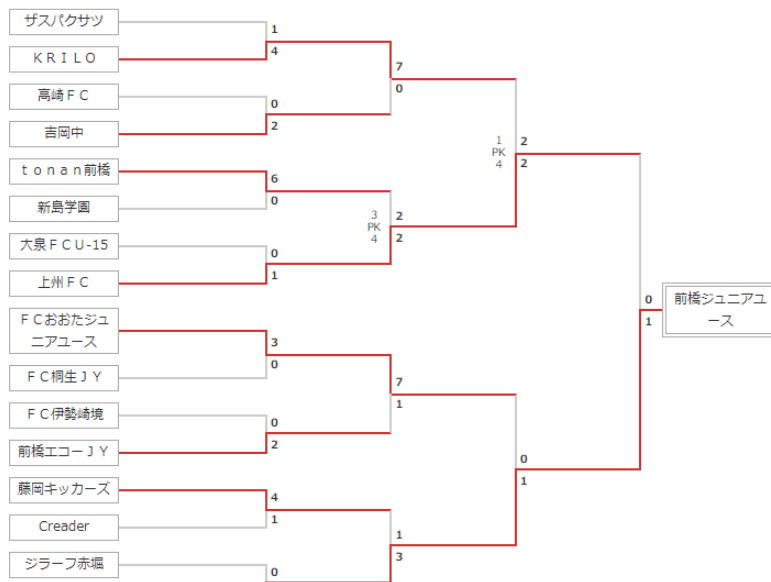 ザスパクサツ
1
4
ＫＲＩＬＯ
7
0
高崎ＦＣ
0
2
吉岡中
1
PK
4
2
2
ｔｏｎａｎ前橋
6
0
新島学園
3
PK
4
2
2
大泉ＦＣU-15
0
1
上州ＦＣ
0
1
前橋ジュニアユ
ース
ＦＣおおたジュ
ニアユース
3
0
ＦＣ桐生ＪＹ
7
1
ＦＣ伊勢崎境
0
2
前橋エコーＪＹ
0
1
藤岡キッカーズ
4
1
Creader
1
3
ジラーフ赤堀
0